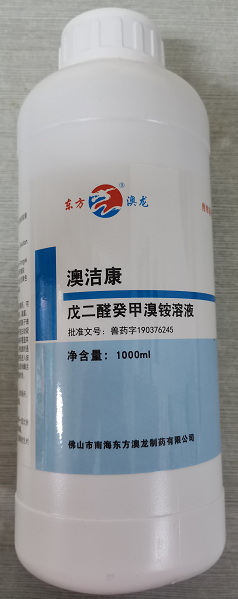 东方 澳龙
®
澳洁康
戊二醛癸甲溴铵溶液
批准文号：兽药字190376245
净含量：1000ml
佛山市南海东方澳龙制药有限公司